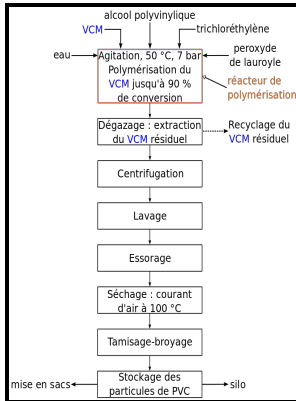 alcool polyvinylique
VCM
trichloréthylène
eau
Agitation, 50 °C, 7 bar
Polymérisation du
VCM jusqu'à 90 %
de conversion
peroxyde
de lauroyle
réacteur de
polymérisation
Dégazage : extraction
du VCM résiduel
Recyclage du
VCM résiduel
Centrifugation
Lavage
Essorage
Séchage : courant
d'air à 100 °C
Tamisage-broyage
mise en sacs
Stockage des
particules de PVC
silo